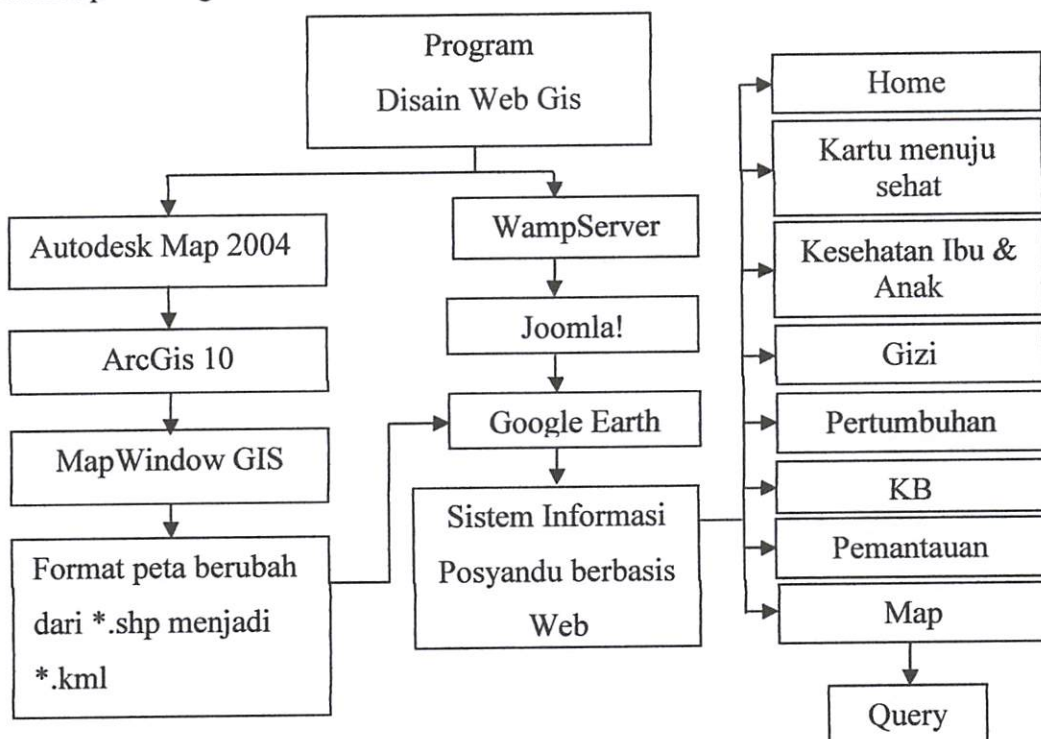 Program
Disain Web Gis
Autodesk Map 2004
ArcGis 10
MapWindow GIS
Format peta berubah
dari *.shp menjadi
*.kml
WampServer
Joomla!
Google Earth
Sistem Informasi
Posyandu berbasis
Web
Home
Kartu menuju
sehat
Kesehatan Ibu &
Anak
Gizi
Pertumbuhan
KB
Pemantauan
Map
Query